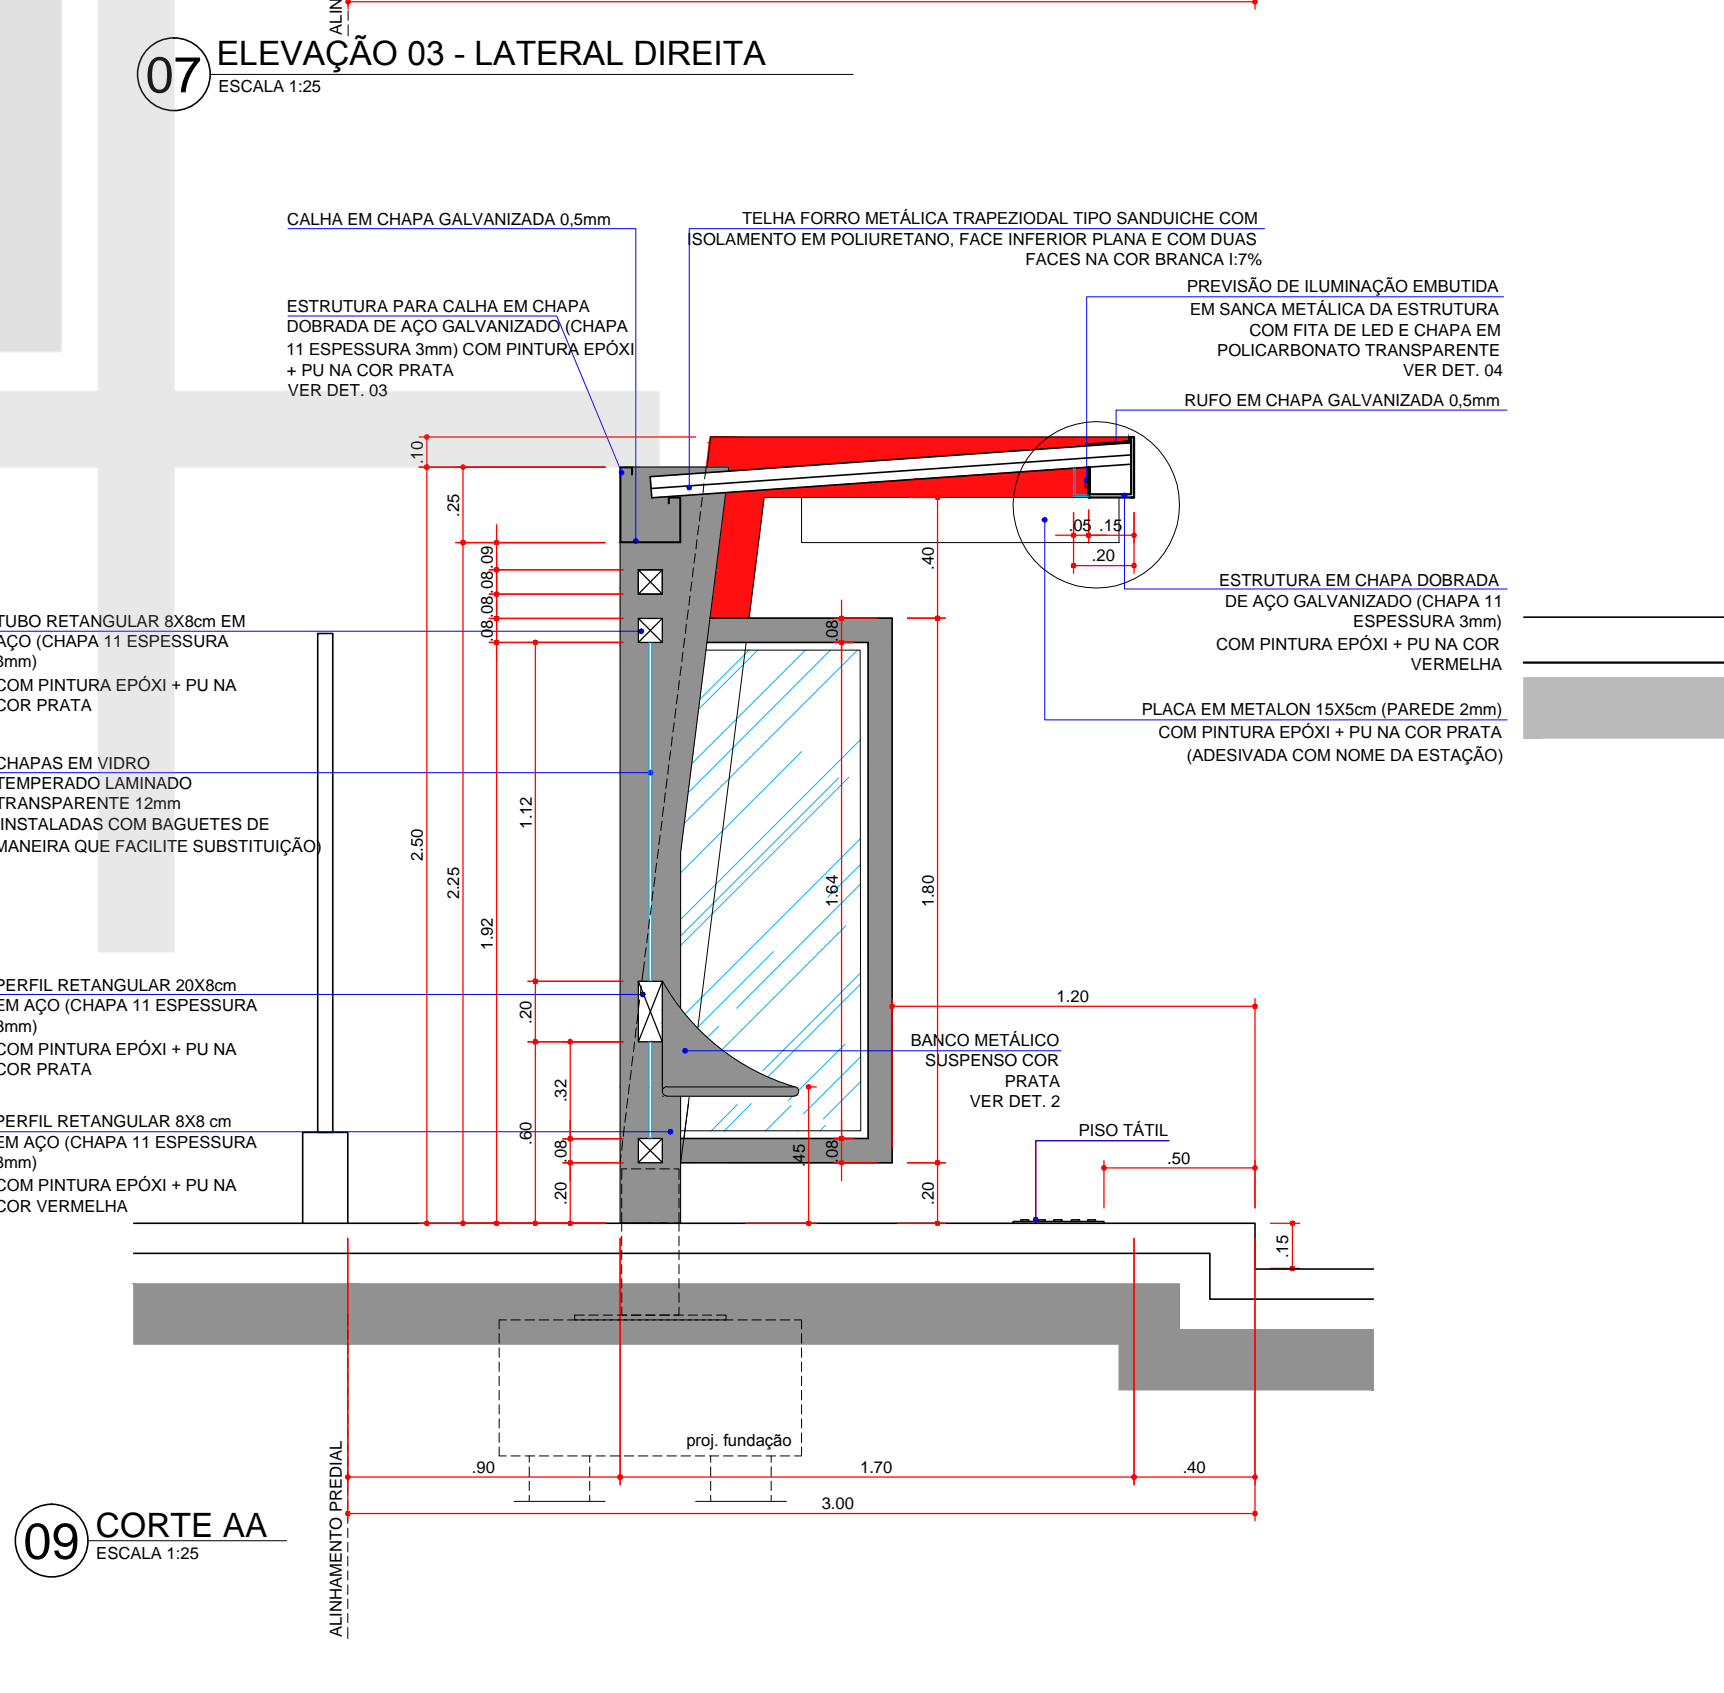 ALIN
07 ELEVAÇÃO 03 - LATERAL DIREITA
ESCALA 1:25
CALHA EM CHAPA GALVANIZADA 0,5mm
TELHA FORRO METÁLICA TRAPEZIODAL TIPO SANDUICHE COM
ISOLAMENTO EM POLIURETANO, FACE INFERIOR PLANA E COM DUAS
FACES NA COR BRANCA I:7%
ESTRUTURA PARA CALHA EM CHAPA
DOBRADA DE AÇO GALVANIZADO (CHAPA
11 ESPESSURA 3mm) COM PINTURA EPÓXI
+ PU NA COR PRATA
VER DET. 03
PREVISÃO DE ILUMINAÇÃO EMBUTIDA
EM SANCA METÁLICA DA ESTRUTURA
COM FITA DE LED E CHAPA EM
POLICARBONATO TRANSPARENTE
VER DET. 04
RUFO EM CHAPA GALVANIZADA 0,5mm
.10
.25
.09
.08
.08
.08
.40
.05 .15
.20
ESTRUTURA EM CHAPA DOBRADA
DE AÇO GALVANIZADO (CHAPA 11
ESPESSURA 3mm)
COM PINTURA EPÓXI + PU NA COR
VERMELHA
TUBO RETANGULAR 8X8cm EM
AÇO (CHAPA 11 ESPESSURA
3mm)
COM PINTURA EPÓXI + PU NA
COR PRATA
.08
PLACA EM METALON 15X5cm (PAREDE 2mm)
COM PINTURA EPÓXI + PU NA COR PRATA
(ADESIVADA COM NOME DA ESTAÇÃO)
CHAPAS EM VIDRO
TEMPERADO LAMINADO
TRANSPARENTE 12mm
INSTALADAS COM BAGUETES DE
MANEIRA QUE FACILITE SUBSTITUIÇÃO)
2.50
2.25
1.92
1.12
1.64
1.80
PERFIL RETANGULAR 20X8cm
EM AÇO (CHAPA 11 ESPESSURA
3mm)
COM PINTURA EPÓXI + PU NA
COR PRATA
.20
1.20
BANCO METÁLICO
SUSPENSO COR
PRATA
VER DET. 2
.32
.60
.08
.20
PERFIL RETANGULAR 8X8 cm
EM AÇO (CHAPA 11 ESPESSURA
3mm)
COM PINTURA EPÓXI + PU NA
COR VERMELHA
.45
.08
.20
PISO TÁTIL
.50
.15
proj. fundação
.90
1.70
.40
3.00
ALINHAMENTO PREDIAL
09 CORTE AA
ESCALA 1:25